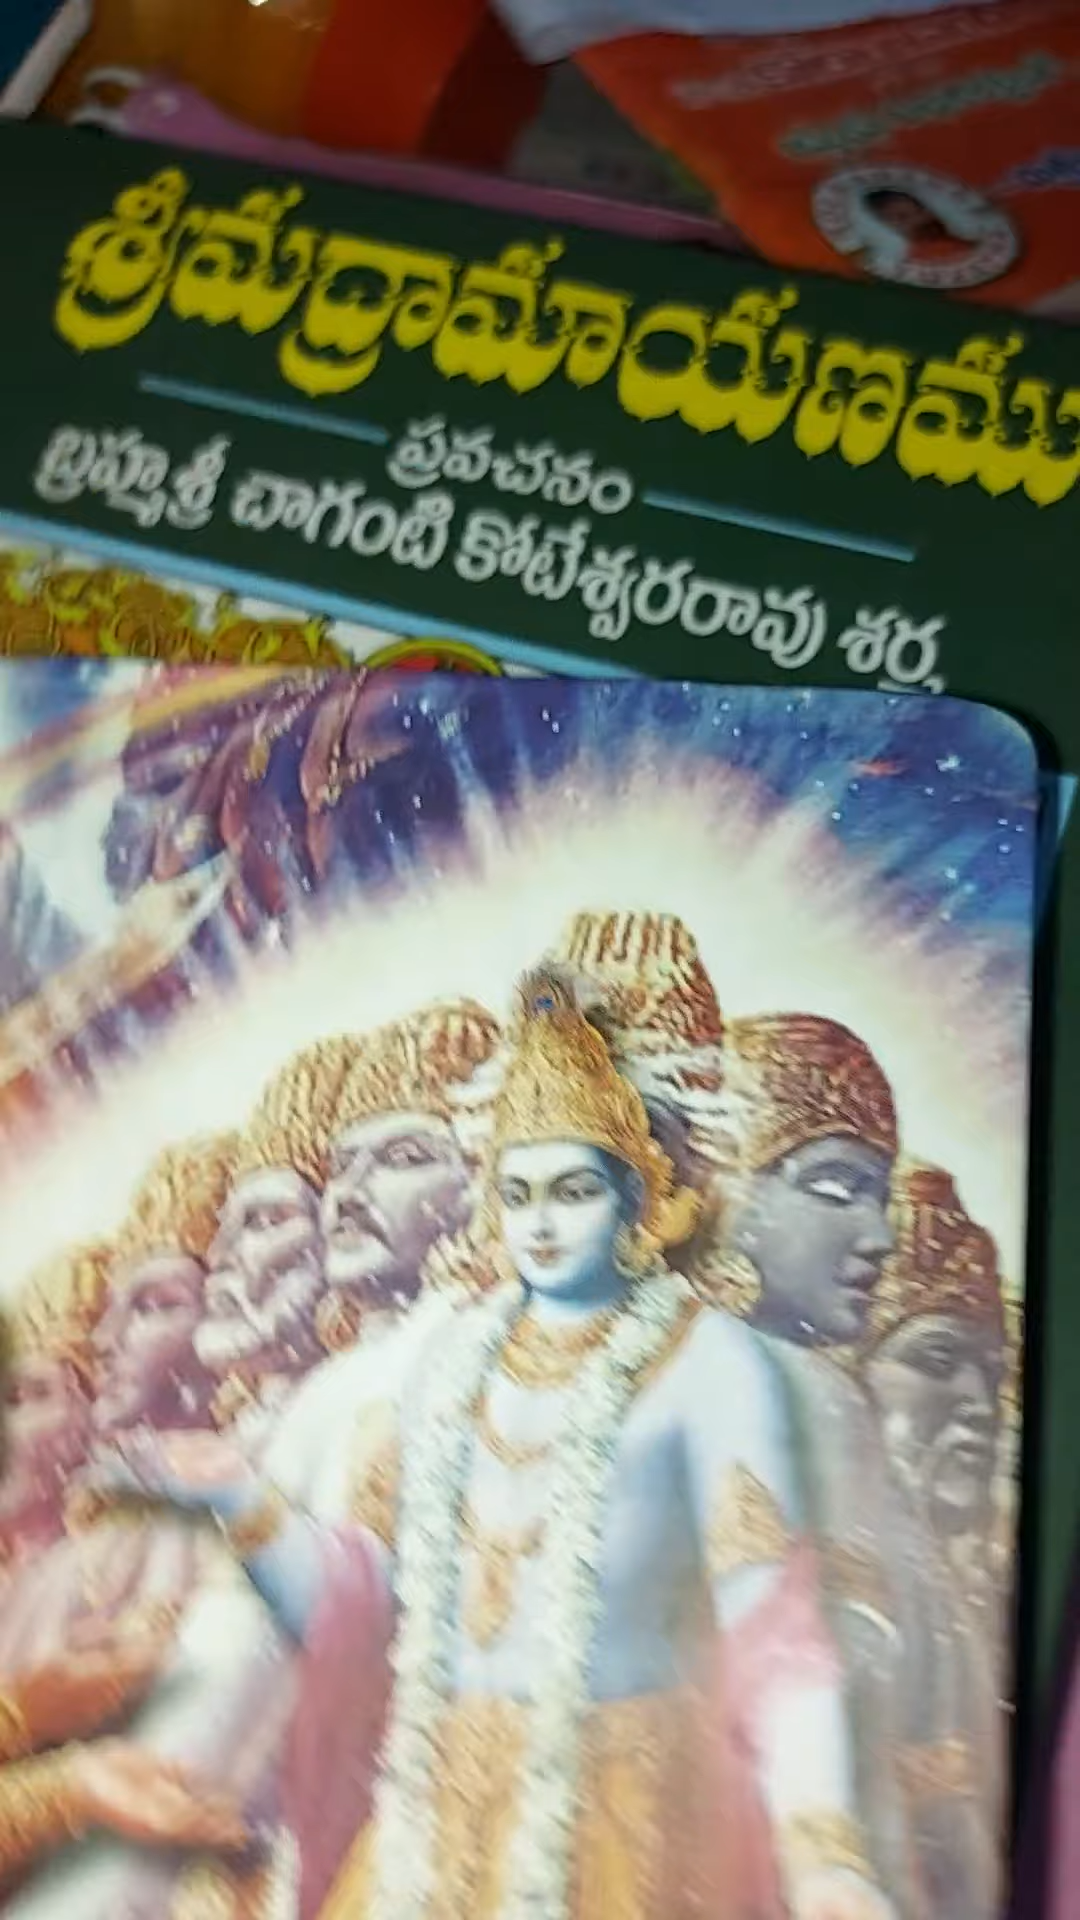 శ్రీమద్రామాయణము
ప్రవచనం
బ్రహ్మశ్రీ చాగంటి కోటేశ్వరరావు శర్మ